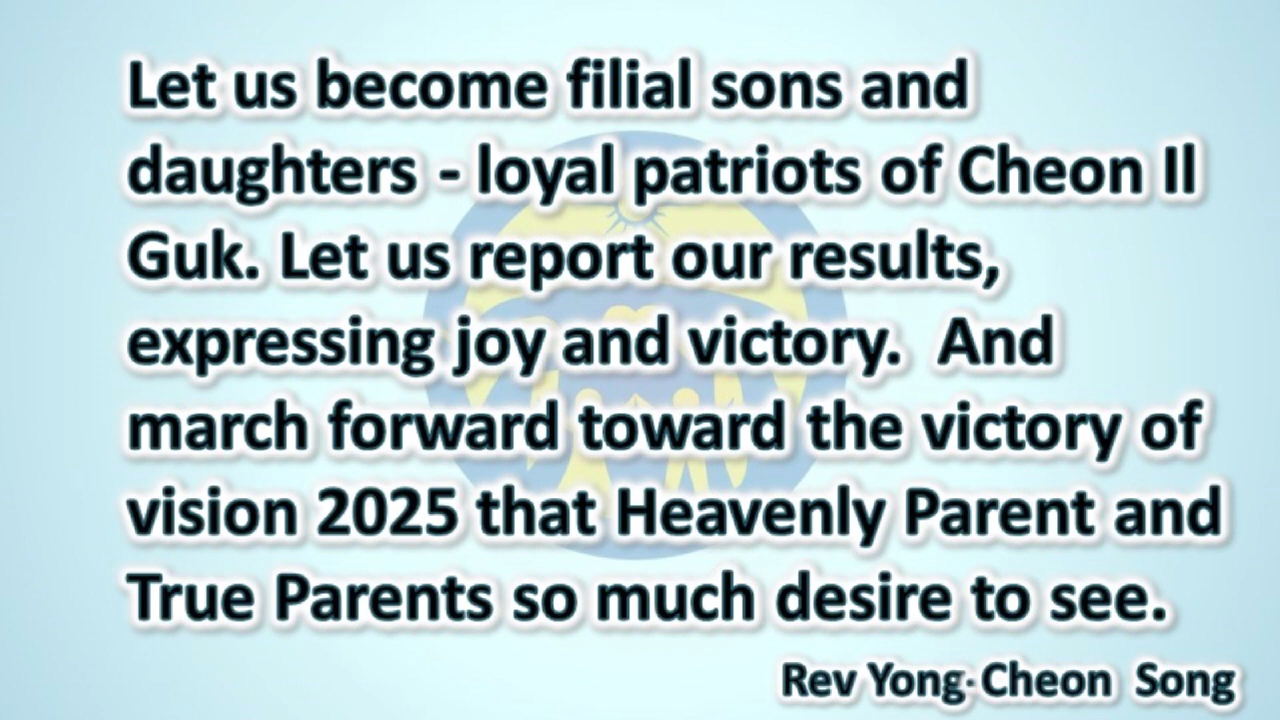 Let us become filial sons and
daughters - loyal patriots of Cheon Il
Guk. Let us report our results,
expressing joy and victory.  And
march forward toward the victory of
vision 2025 that Heavenly Parent and
True Parents so much desire to see.
Rev Yong-Cheon  Song